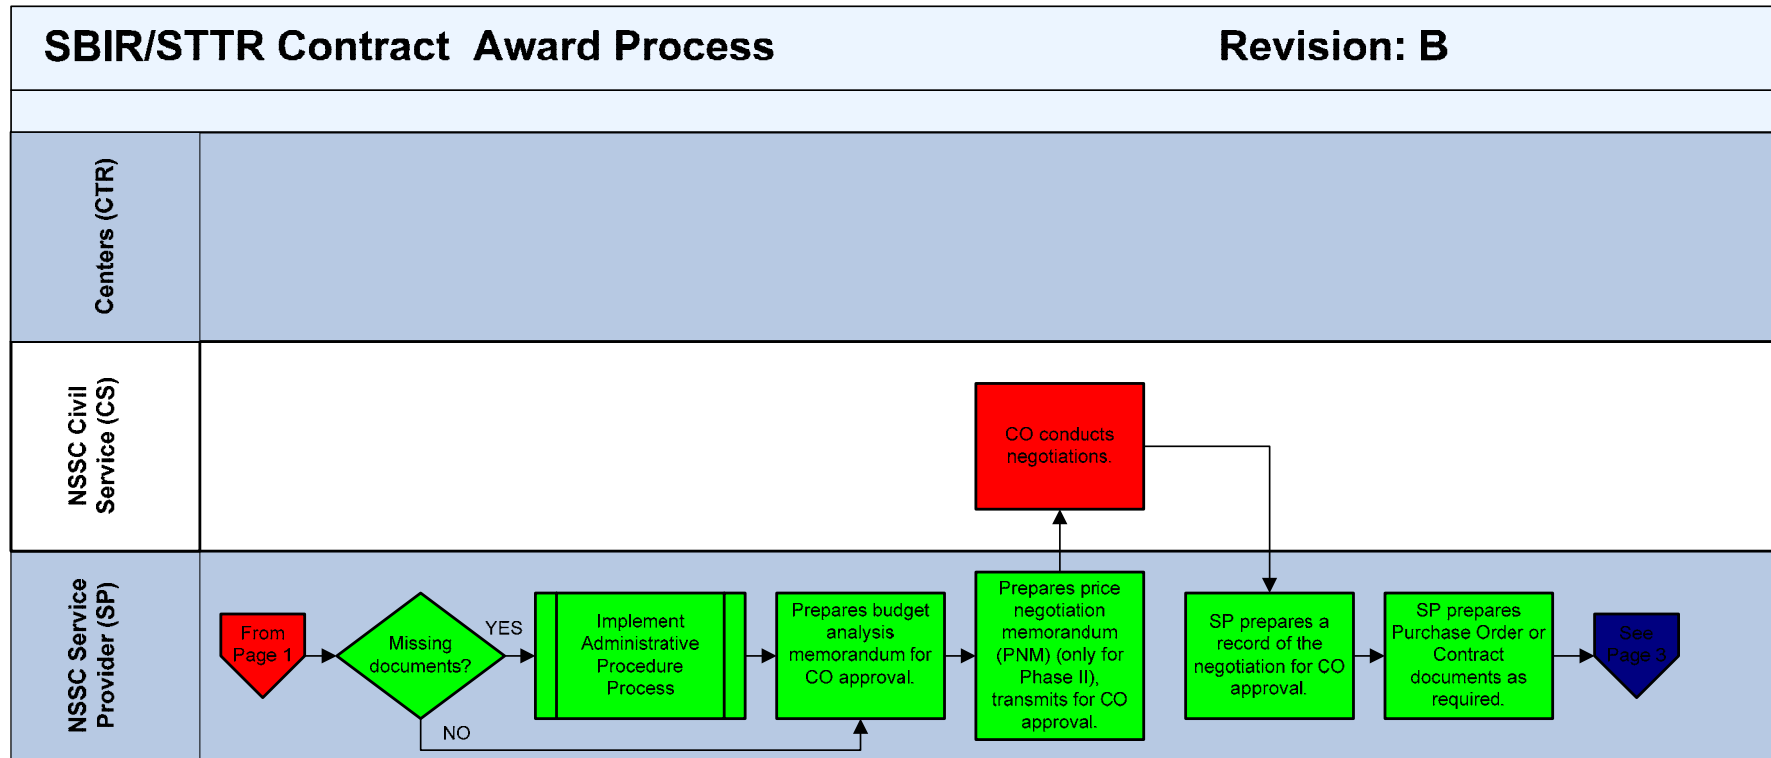 SBIR/STTR Contract  Award Process
Revision: B
Centers (CTR)
NSSC Civil
Service (CS)
CO conducts
negotiations.
NSSC Service
Provider (SP)
From
Page 1
Missing
documents?
YES
NO
Implement
Administrative
Procedure
Process
Prepares budget
analysis
memorandum for
CO approval.
Prepares price
negotiation
memorandum
(PNM) (only for
Phase II),
transmits for CO
approval.
SP prepares a
record of the
negotiation for CO
approval.
SP prepares
Purchase Order or
Contract
documents as
required.
See
Page 3